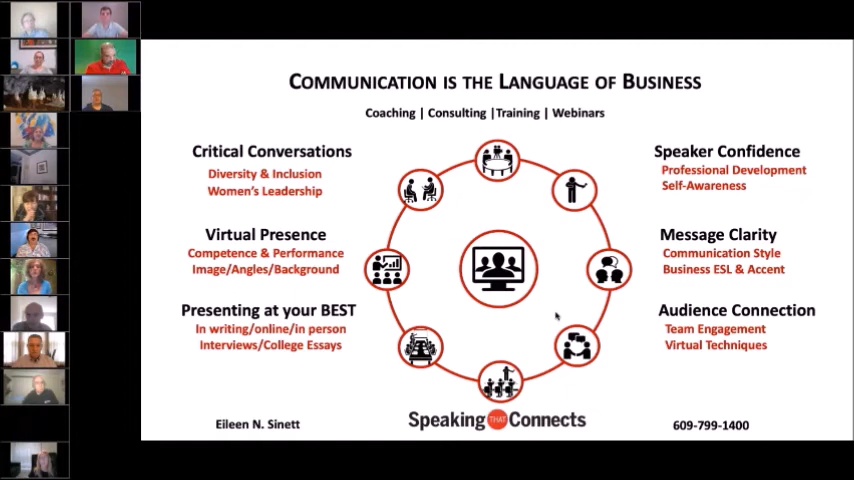 COMMUNICATION IS THE LANGUAGE OF BUSINESS
Coaching | Consulting |Training | Webinars
Critical Conversations
Diversity & Inclusion
Women's Leadership
Virtual Presence
Competence & Performance
Image/Angles/Background
Presenting at your BEST
In writing/online/in person
Interviews/College Essays
Speaker Confidence
Professional Development
Self-Awareness
Message Clarity
Communication Style
Business ESL & Accent
Audience Connection
Team Engagement
Virtual Techniques
Eileen N. Sinett
Speaking THAT Connects
609-799-1400